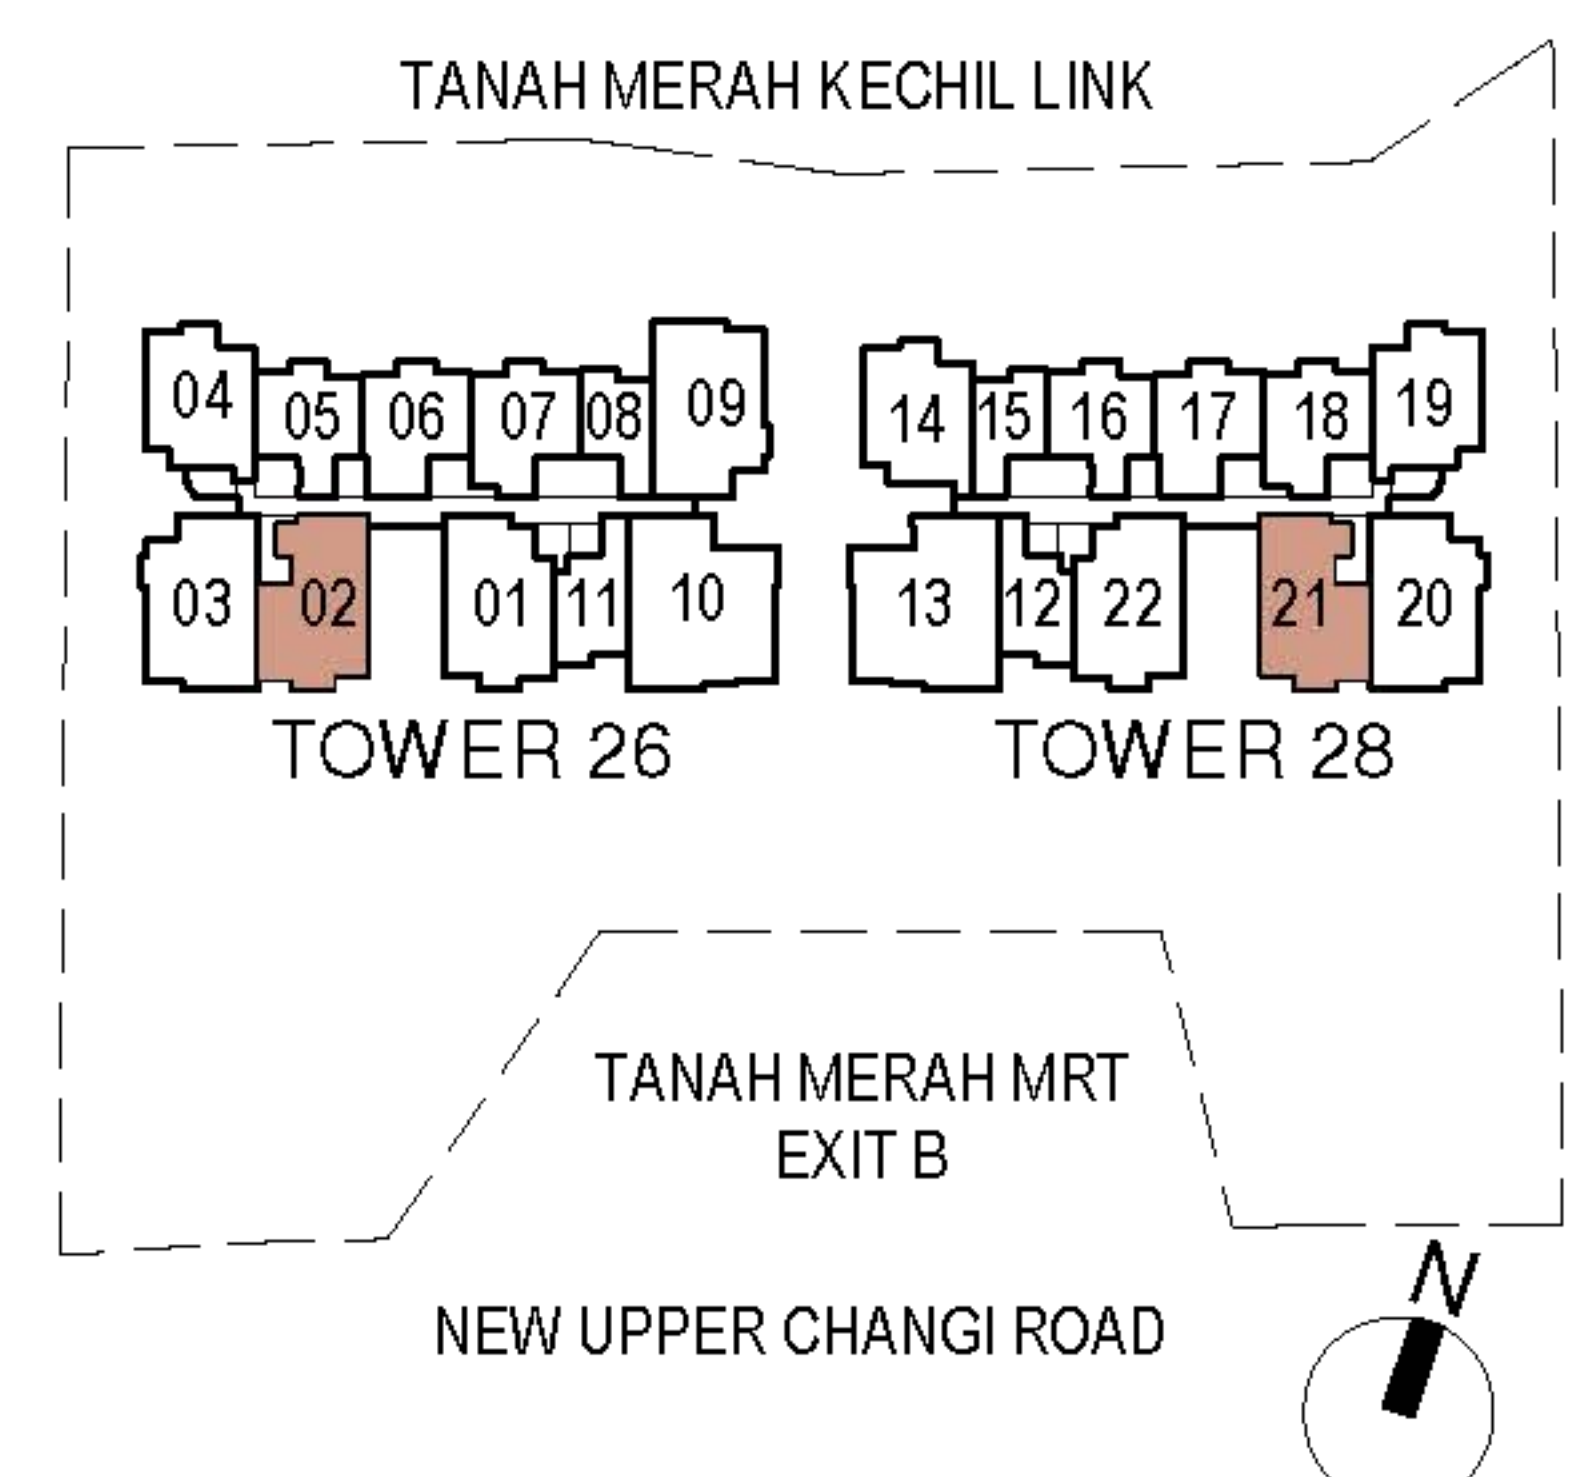 TANAH MERAH KECHIL LINK
04 05 06 07 08 09 14 15 16 17 18 19
03 02 01 11 10 13 12 22 21 20
TOWER 26 TOWER 28
TANAH MERAH MRT
EXIT B
NEW UPPER CHANGI ROAD
N